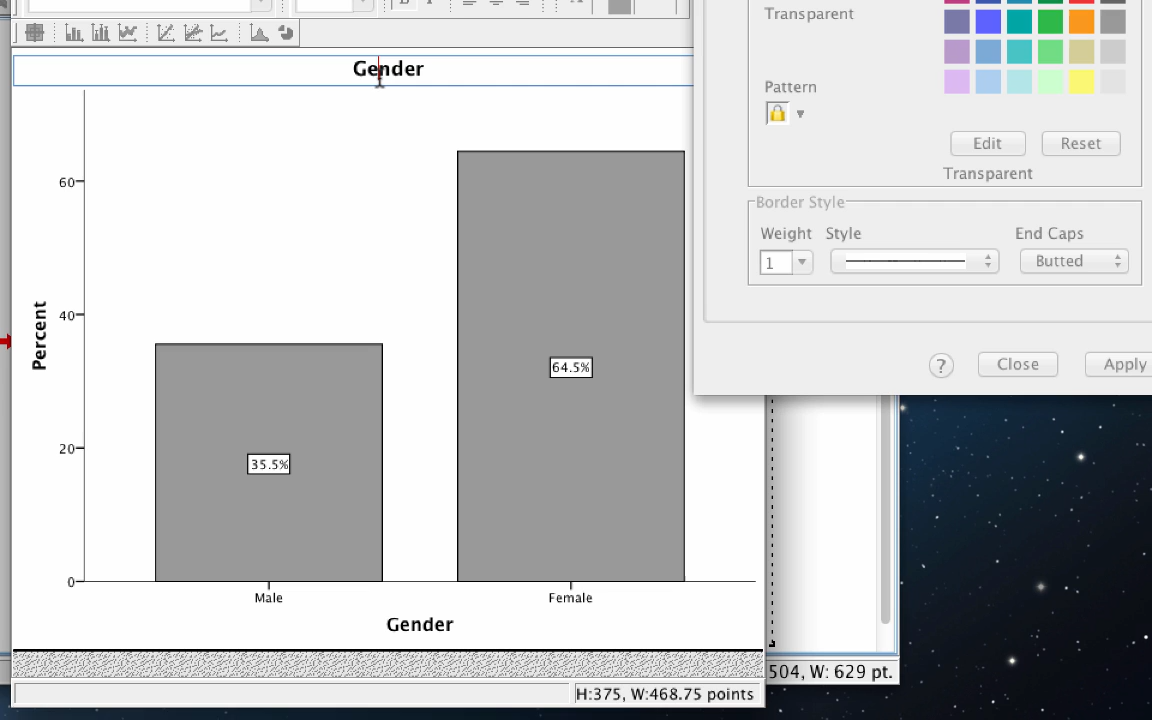 B
Transparent
Gender
Pattern
Edit
Reset
Transparent
Border Style
Weight
Style
End Caps
1
Butted
60
40
20
0
Percent
64.5%
35.5%
?
Close
Apply
Male
Female
Gender
504, W: 629 pt.
H:375, W:468.75 points